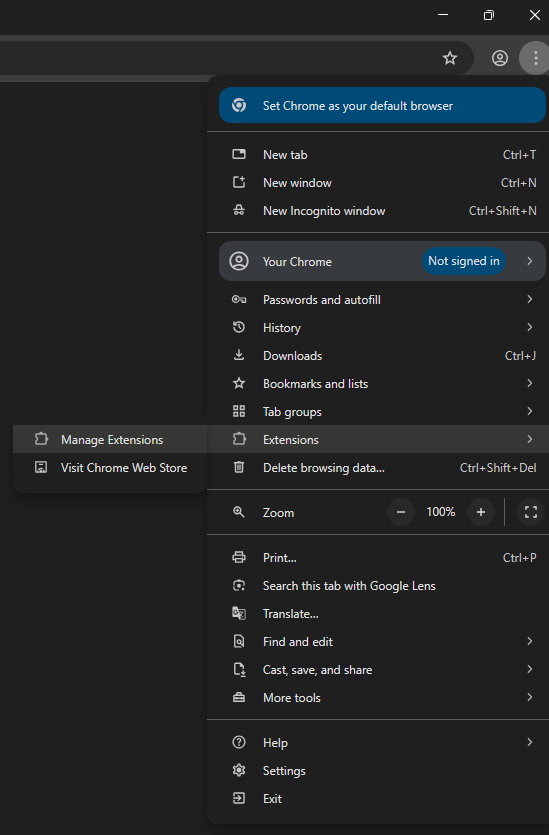 Set Chrome as your default browser
New tab Ctrl+T
New window Ctrl+N
New Incognito window Ctrl+Shift+N
Your Chrome Not signed in
Passwords and autofill
History
Downloads Ctrl+J
Bookmarks and lists
Tab groups
Extensions
Manage Extensions
Visit Chrome Web Store
Delete browsing data... Ctrl+Shift+Del
Zoom − 100% +
Print... Ctrl+P
Search this tab with Google Lens
Translate...
Find and edit
Cast, save, and share
More tools
Help
Settings
Exit